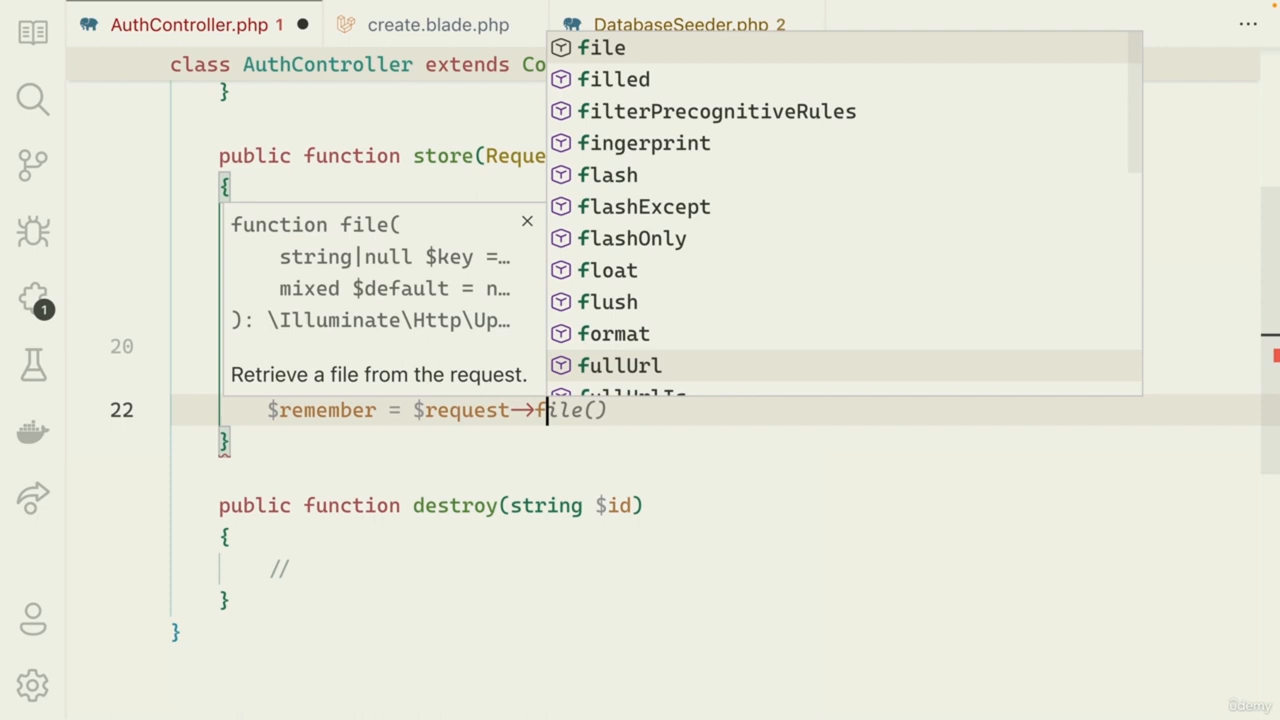 AuthController.php 1
create.blade.php
DatabaseSeeder.php 2
class AuthController extends Co
}
public function store(Reque
{
function file(
string|null $key =…
mixed $default = n…
): \Illuminate\Http\Up…
Retrieve a file from the request.
file
filled
filterPrecognitiveRules
fingerprint
flash
flashExcept
flashOnly
float
flush
format
fullUrl
fullUrlIs
20
22
$remember = $request->file()
}
public function destroy(string $id)
{
//
}
}
1
ûdemy